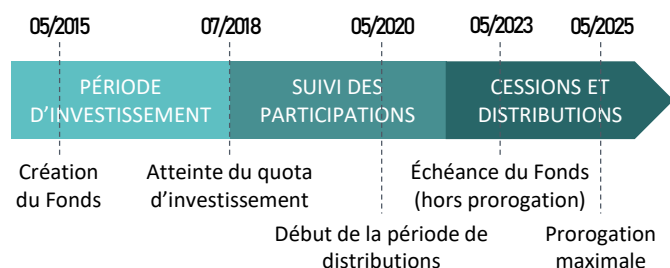 05/2015 07/2018 05/2020 05/2023 05/2025
PÉRIODE
D'INVESTISSEMENT
SUIVI DES
PARTICIPATIONS
CESSIONS ET
DISTRIBUTIONS
Création
du Fonds
Atteinte du quota
d'investissement
Échéance du Fonds
(hors prorogation)
Début de la période de
distributions
Prorogation
maximale